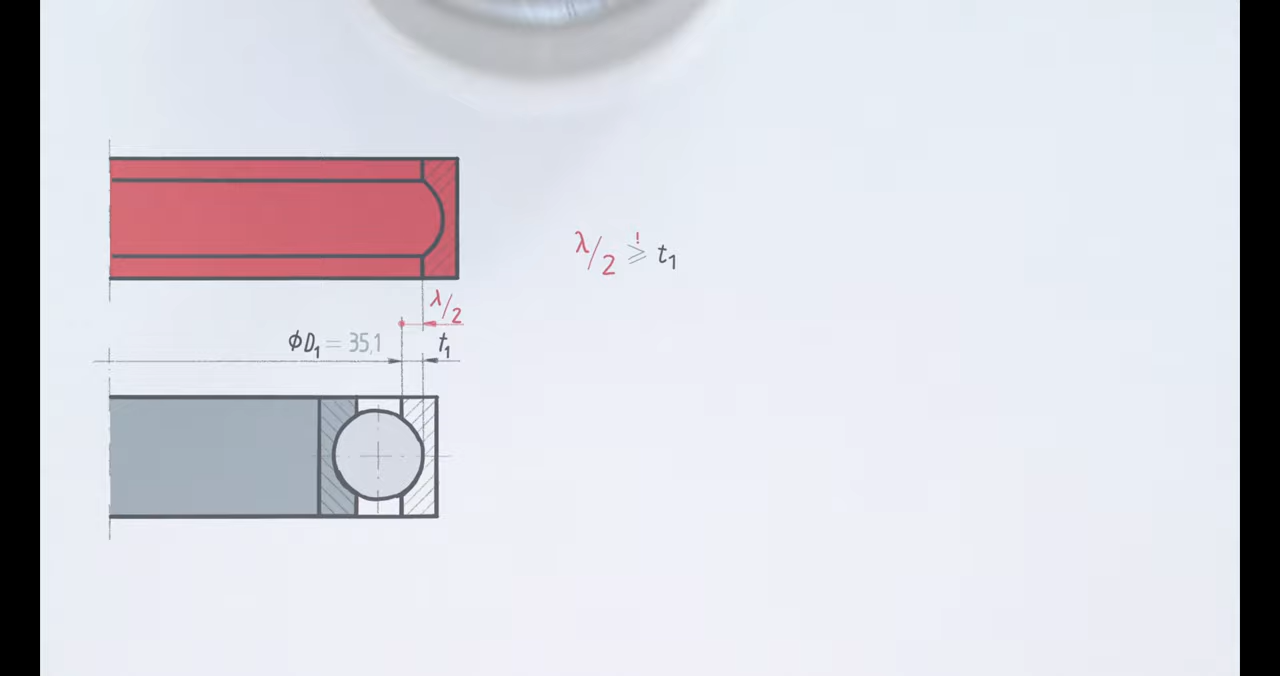 λ/2 ! ⩾ t₁
λ/2
ΦD₁ = 35,1 t₁